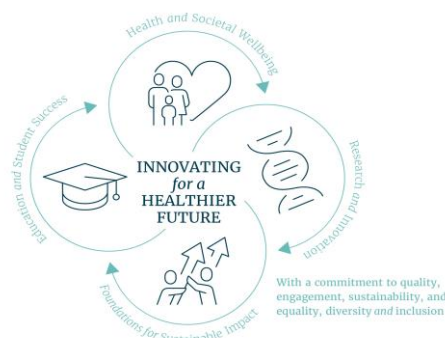 Health and Societal Wellbeing
Education and Student Success
INNOVATING
for a
HEALTHIER
FUTURE
Research and Innovation
Foundations for Sustainable Impact
With a commitment to quality,
engagement, sustainability, and
equality, diversity and inclusion